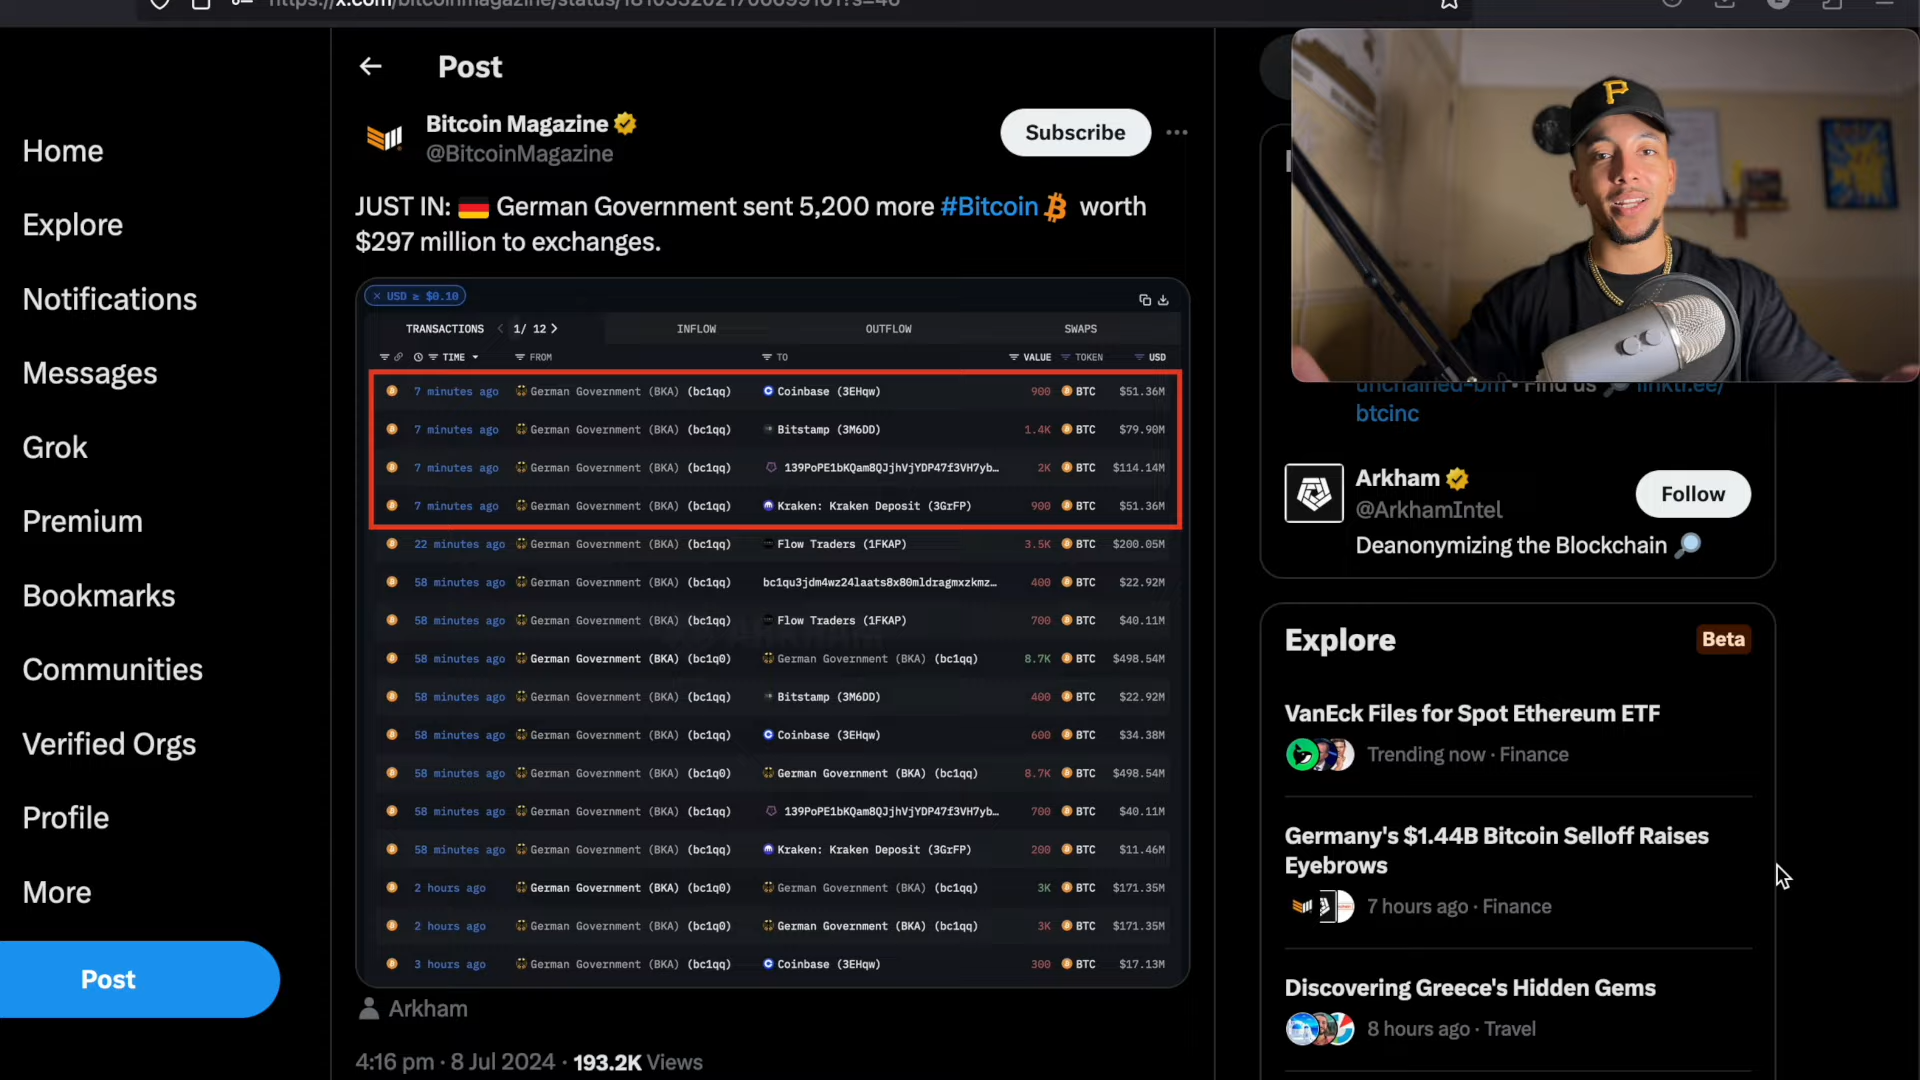 Home
Explore
Notifications
Messages
Grok
Premium
Bookmarks
Communities
Verified Orgs
Profile
More
Post
Post
Bitcoin Magazine
@BitcoinMagazine
Subscribe
JUST IN: German Government sent 5,200 more #Bitcoin worth
$297 million to exchanges.
× USD ≥ $0.10
TRANSACTIONS 1/ 12 INFLOW OUTFLOW SWAPS
TIME FROM TO VALUE TOKEN USD
7 minutes ago German Government (BKA) (bc1qq) Coinbase (3EHqw) 900 BTC $51.36M
7 minutes ago German Government (BKA) (bc1qq) Bitstamp (3M6DD) 1.4K BTC $79.90M
7 minutes ago German Government (BKA) (bc1qq) 139PoPE1bKQam8QJjhVjYDP47f3VH7yb… 2K BTC $114.14M
7 minutes ago German Government (BKA) (bc1qq) Kraken: Kraken Deposit (3GrFP) 900 BTC $51.36M
22 minutes ago German Government (BKA) (bc1qq) Flow Traders (1FKAP) 3.5K BTC $200.05M
58 minutes ago German Government (BKA) (bc1qq) bc1qu3jdm4wz24laats8x80mldragmxzkmz… 400 BTC $22.92M
58 minutes ago German Government (BKA) (bc1qq) Flow Traders (1FKAP) 700 BTC $40.11M
58 minutes ago German Government (BKA) (bc1q0) German Government (BKA) (bc1qq) 8.7K BTC $498.54M
58 minutes ago German Government (BKA) (bc1qq) Bitstamp (3M6DD) 400 BTC $22.92M
58 minutes ago German Government (BKA) (bc1qq) Coinbase (3EHqw) 600 BTC $34.38M
58 minutes ago German Government (BKA) (bc1q0) German Government (BKA) (bc1qq) 8.7K BTC $498.54M
58 minutes ago German Government (BKA) (bc1qq) 139PoPE1bKQam8QJjhVjYDP47f3VH7yb… 700 BTC $40.11M
58 minutes ago German Government (BKA) (bc1qq) Kraken: Kraken Deposit (3GrFP) 200 BTC $11.46M
2 hours ago German Government (BKA) (bc1q0) German Government (BKA) (bc1qq) 3K BTC $171.35M
2 hours ago German Government (BKA) (bc1q0) German Government (BKA) (bc1qq) 3K BTC $171.35M
3 hours ago German Government (BKA) (bc1qq) Coinbase (3EHqw) 300 BTC $17.13M
Arkham
4:16 pm · 8 Jul 2024 · 193.2K Views
P
unchained-bm • Find us linktr.ee/
btcinc
Arkham
@ArkhamIntel
Follow
Deanonymizing the Blockchain
Explore
Beta
VanEck Files for Spot Ethereum ETF
Trending now · Finance
Germany's $1.44B Bitcoin Selloff Raises
Eyebrows
7 hours ago · Finance
Discovering Greece's Hidden Gems
8 hours ago · Travel